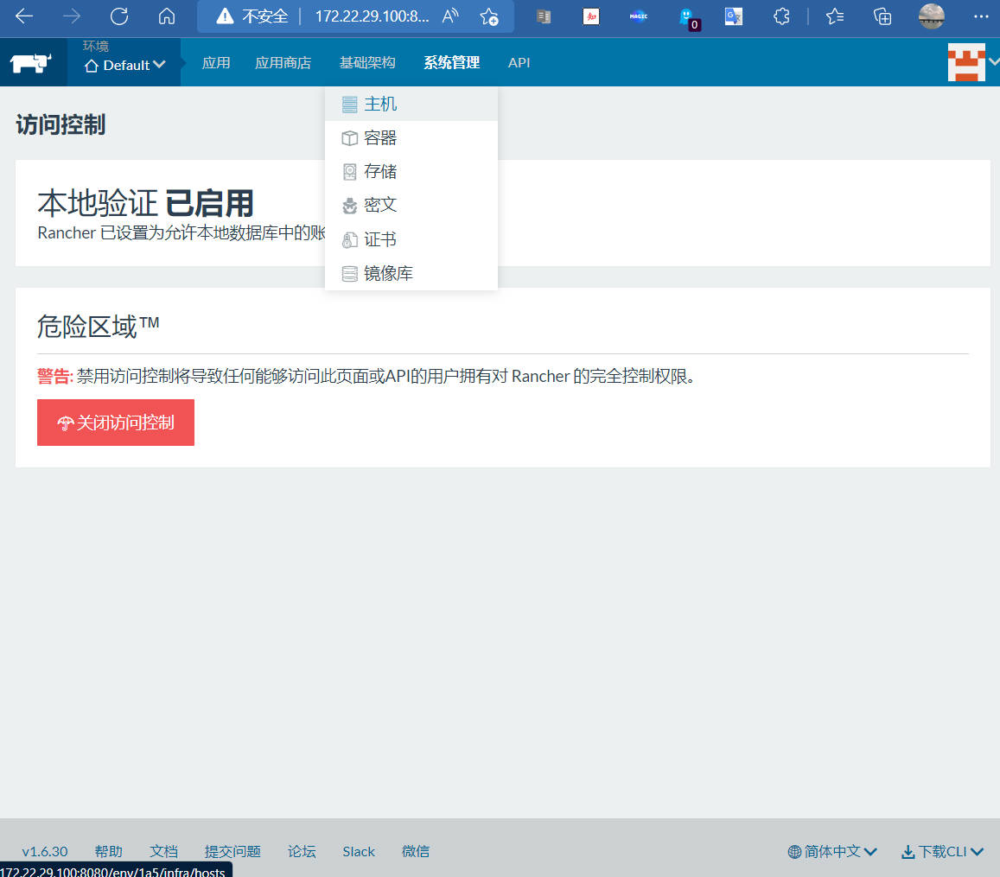 不安全
172.22.29.100:8...
0
环境
Default
应用
应用商店
基础架构
系统管理
API
主机
容器
存储
密文
证书
镜像库
访问控制
本地验证 已启用
Rancher 已设置为允许本地数据库中的账
危险区域™
警告: 禁用访问控制将导致任何能够访问此页面或API的用户拥有对 Rancher 的完全控制权限。
关闭访问控制
v1.6.30
帮助
文档
提交问题
论坛
Slack
微信
简体中文
下载CLI
172.22.29.100:8080/env/1a5/infra/hosts